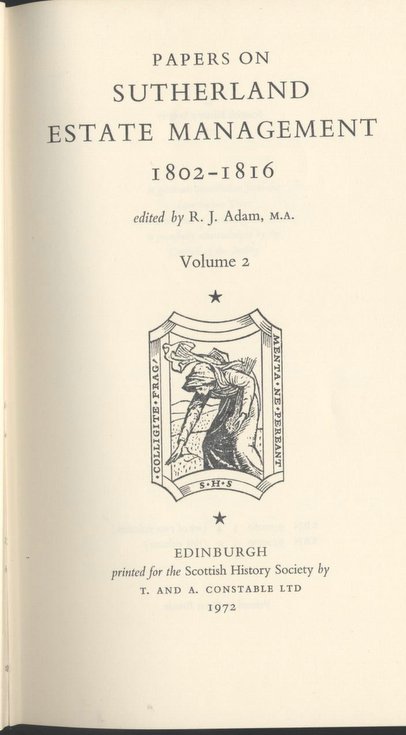 PAPERS ON
SUTHERLAND
ESTATE MANAGEMENT
1802-1816
edited by R. J. Adam, M.A.
Volume 2
★
·COLLIGITE·FRAG/
MENTA·NE·PEREANT
S·H·S
★
EDINBURGH
printed for the Scottish History Society by
T. AND A. CONSTABLE LTD
1972